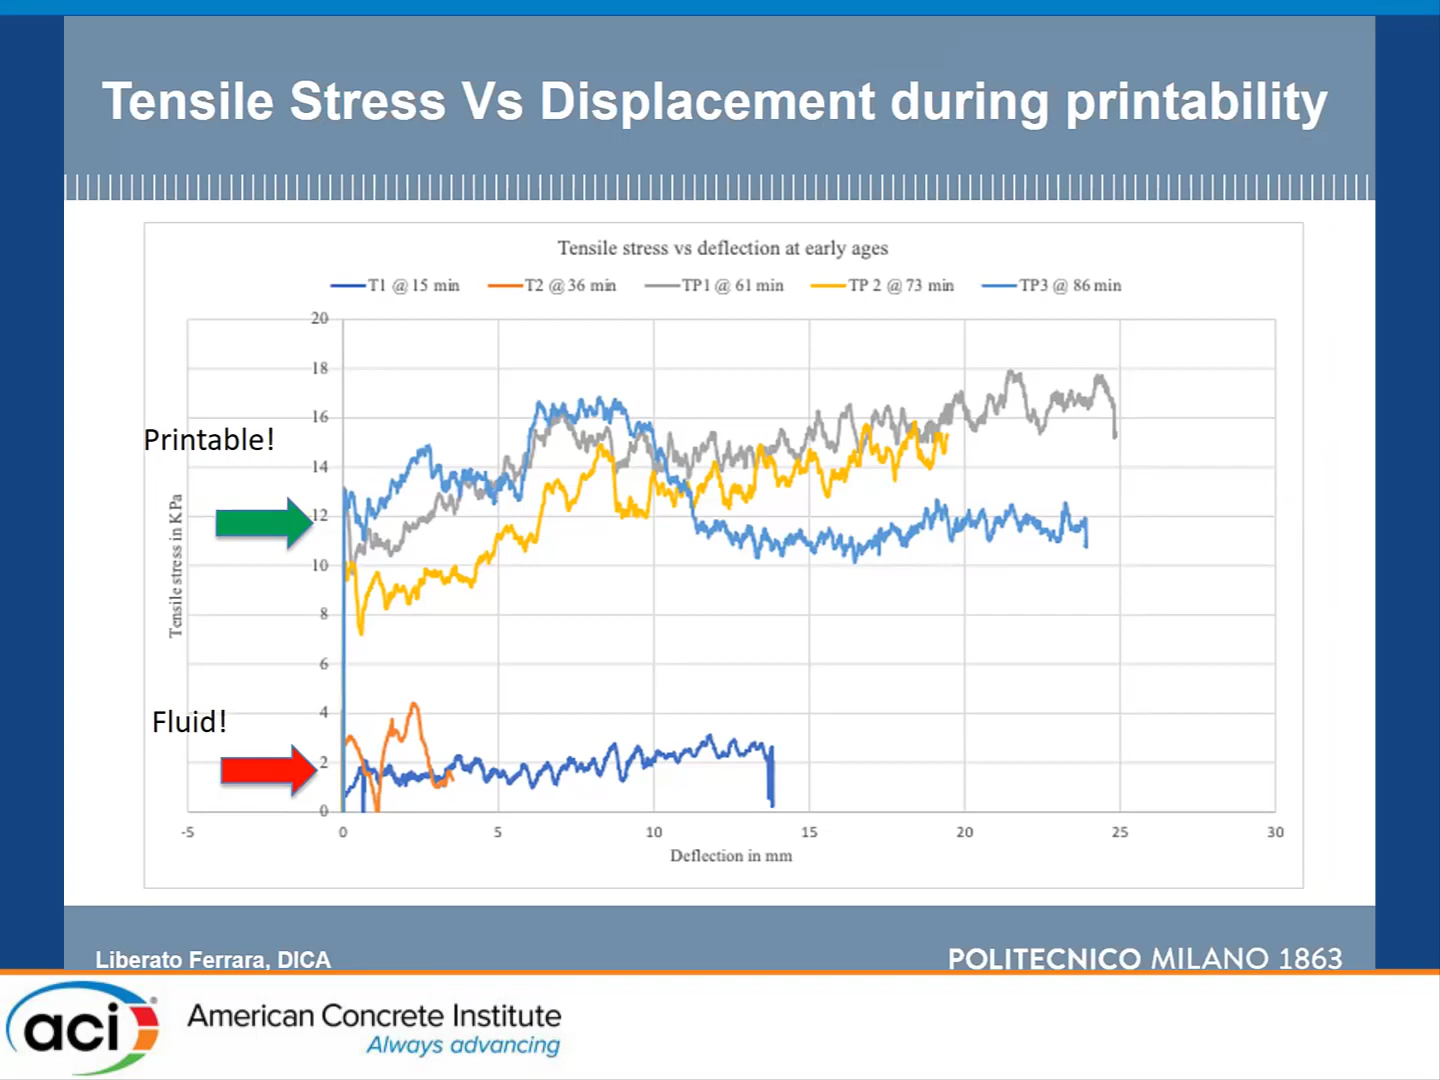 Tensile Stress Vs Displacement during printability
Tensile stress vs deflection at early ages
T1 @ 15 min T2 @ 36 min TP1 @ 61 min TP 2 @ 73 min TP3 @ 86 min
20
18
16
Printable!
14
12
Tensile stress in KPa
10
8
6
4
Fluid!
2
0
-5 0 5 10 15 20 25 30
Deflection in mm
Liberato Ferrara, DICA
POLITECNICO MILANO 1863
aci®
American Concrete Institute
Always advancing